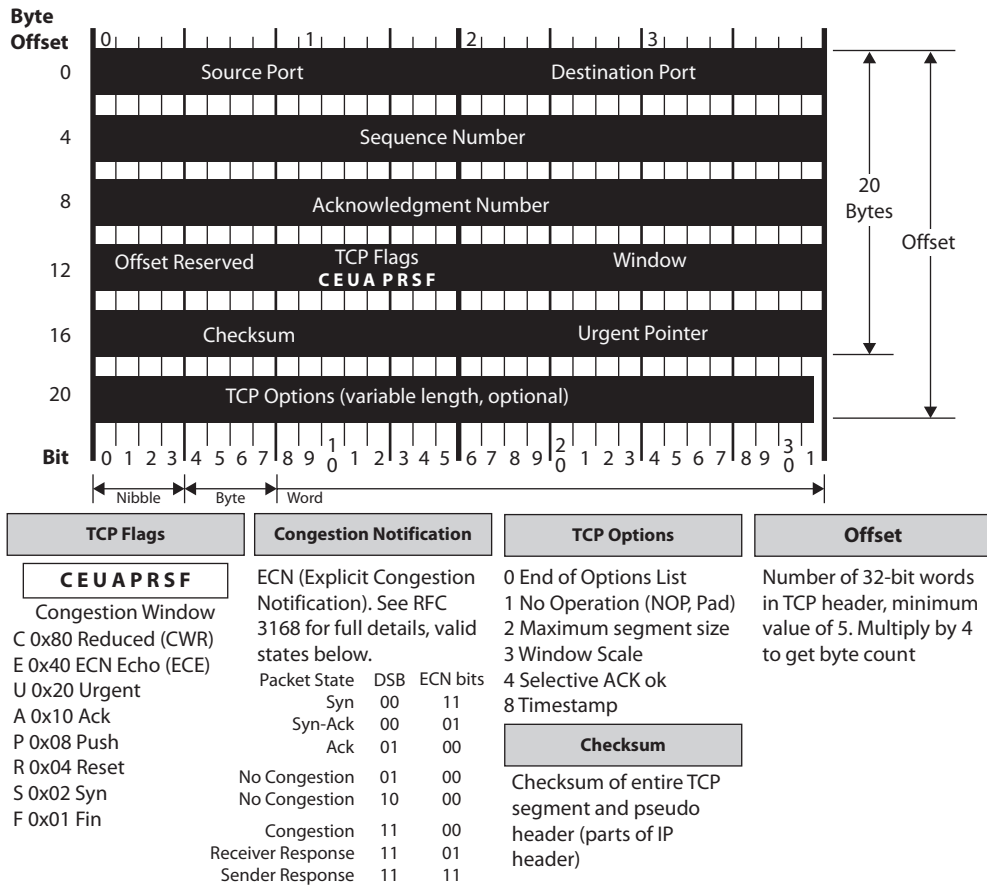 Byte
Offset
0 1 2 3
0 Source Port Destination Port
4 Sequence Number
8 Acknowledgment Number
20
Bytes
Offset
12 Offset Reserved TCP Flags Window
C E U A P R S F
16 Checksum Urgent Pointer
20 TCP Options (variable length, optional)
Bit 0 1 2 3 4 5 6 7 8 9 10 1 2 3 4 5 6 7 8 9 20 1 2 3 4 5 6 7 8 9 30 1
Nibble Byte Word
TCP Flags
C E U A P R S F
Congestion Window
C 0x80 Reduced (CWR)
E 0x40 ECN Echo (ECE)
U 0x20 Urgent
A 0x10 Ack
P 0x08 Push
R 0x04 Reset
S 0x02 Syn
F 0x01 Fin
Congestion Notification
ECN (Explicit Congestion
Notification). See RFC
3168 for full details, valid
states below.
Packet State DSB ECN bits
Syn 00 11
Syn-Ack 00 01
Ack 01 00
No Congestion 01 00
No Congestion 10 00
Congestion 11 00
Receiver Response 11 01
Sender Response 11 11
TCP Options
0 End of Options List
1 No Operation (NOP, Pad)
2 Maximum segment size
3 Window Scale
4 Selective ACK ok
8 Timestamp
Checksum
Checksum of entire TCP
segment and pseudo
header (parts of IP
header)
Offset
Number of 32-bit words
in TCP header, minimum
value of 5. Multiply by 4
to get byte count